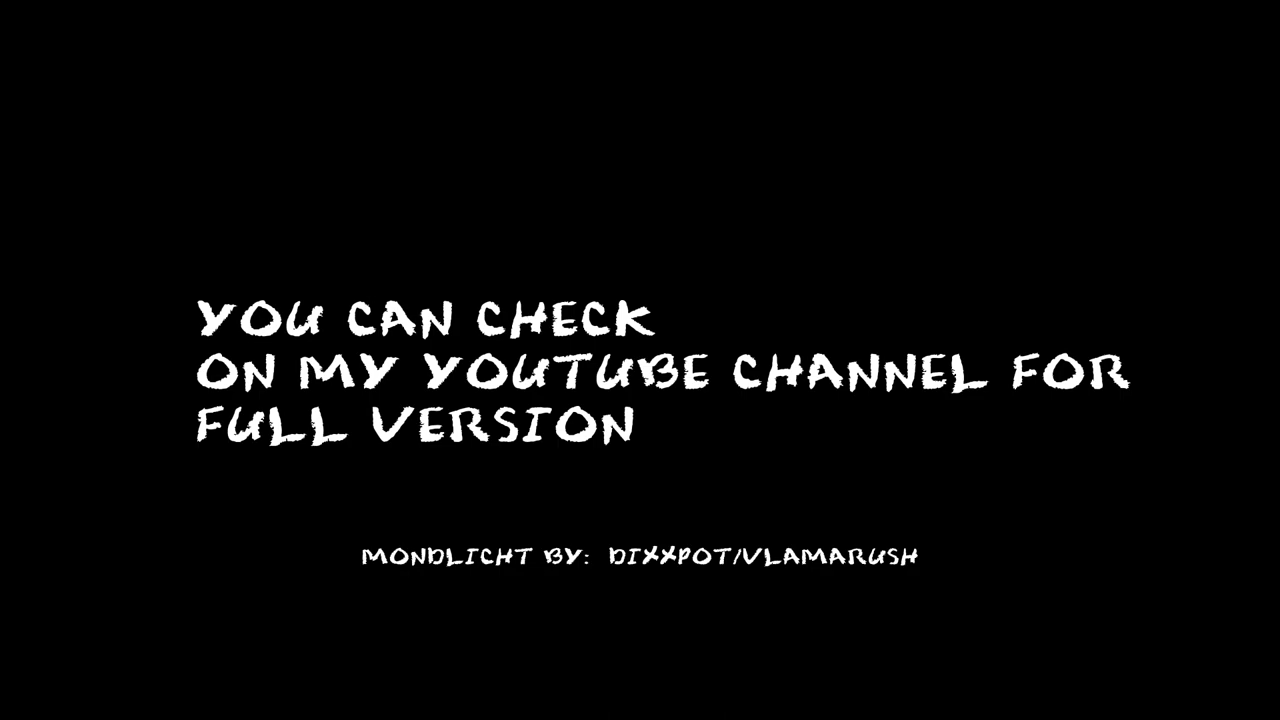 YOU CAN CHECK
ON MY YOUTUBE CHANNEL FOR
FULL VERSION
MONDLICHT BY: DIXXPOT/VLAMARUSH